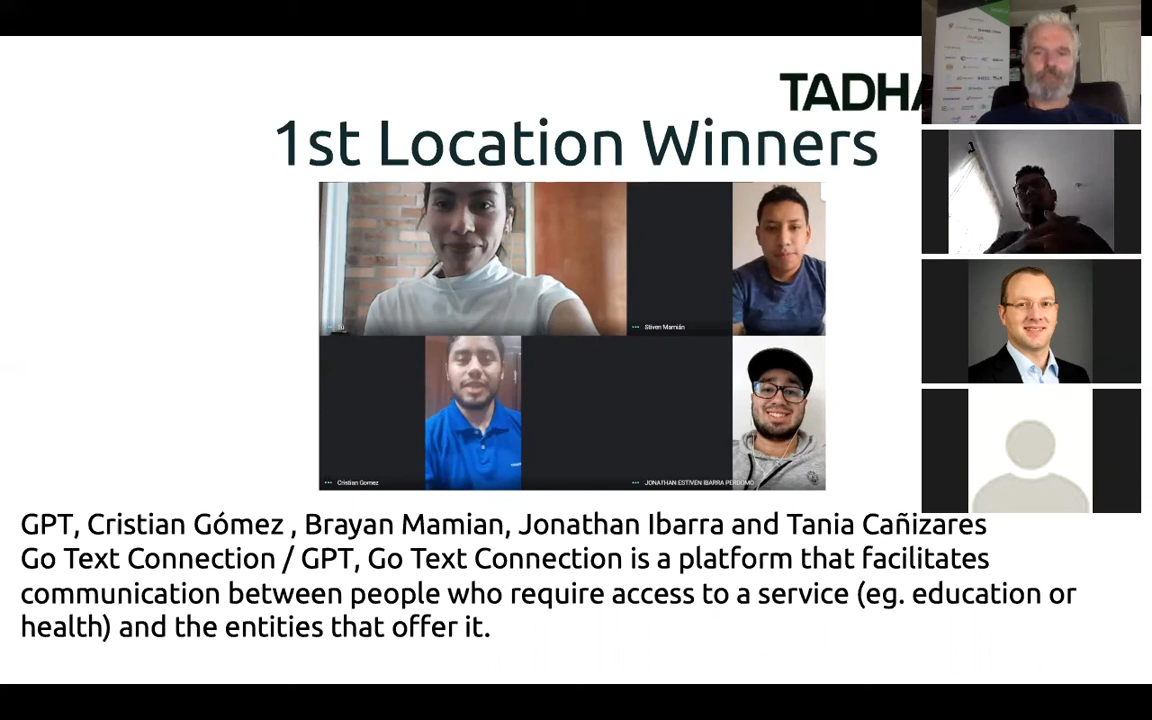 TADHA
1st Location Winners
Tú
Stiven Mamián
Cristian Gomez
JONATHAN ESTIVEN IBARRA PERDOMO
GPT, Cristian Gómez , Brayan Mamian, Jonathan Ibarra and Tania Cañizares
Go Text Connection / GPT, Go Text Connection is a platform that facilitates
communication between people who require access to a service (eg. education or
health) and the entities that offer it.